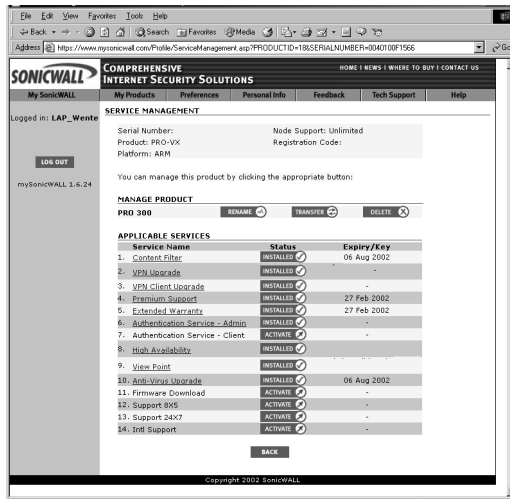 File Edit View Favorites Tools Help
Back Search Favorites Media
Address https://www.mysonicwall.com/Profile/ServiceManagement.asp?PRODUCTID=18&SERIALNUMBER=0040100F1566 Go
SONICWALL COMPREHENSIVE INTERNET SECURITY SOLUTIONS
HOME | NEWS | WHERE TO BUY | CONTACT US
My SonicWALL My Products Preferences Personal Info Feedback Tech Support Help
Logged in: LAP_Wente
LOG OUT
mySonicWALL 1.6.24
SERVICE MANAGEMENT
Serial Number: Node Support: Unlimited
Product: PRO-VX Registration Code:
Platform: ARM
You can manage this product by clicking the appropriate button:
MANAGE PRODUCT
PRO 300 RENAME TRANSFER DELETE
APPLICABLE SERVICES
Service Name Status Expiry/Key
1. Content Filter INSTALLED 06 Aug 2002
2. VPN Upgrade INSTALLED -
3. VPN Client Upgrade INSTALLED -
4. Premium Support INSTALLED 27 Feb 2002
5. Extended Warranty INSTALLED 27 Feb 2002
6. Authentication Service - Admin INSTALLED -
7. Authentication Service - Client ACTIVATE -
8. High Availability INSTALLED
9. View Point INSTALLED
10. Anti-Virus Upgrade INSTALLED 06 Aug 2002
11. Firmware Download ACTIVATE -
12. Support 8X5 ACTIVATE -
13. Support 24X7 ACTIVATE -
14. Intl Support ACTIVATE -
BACK
Copyright 2002 SonicWALL